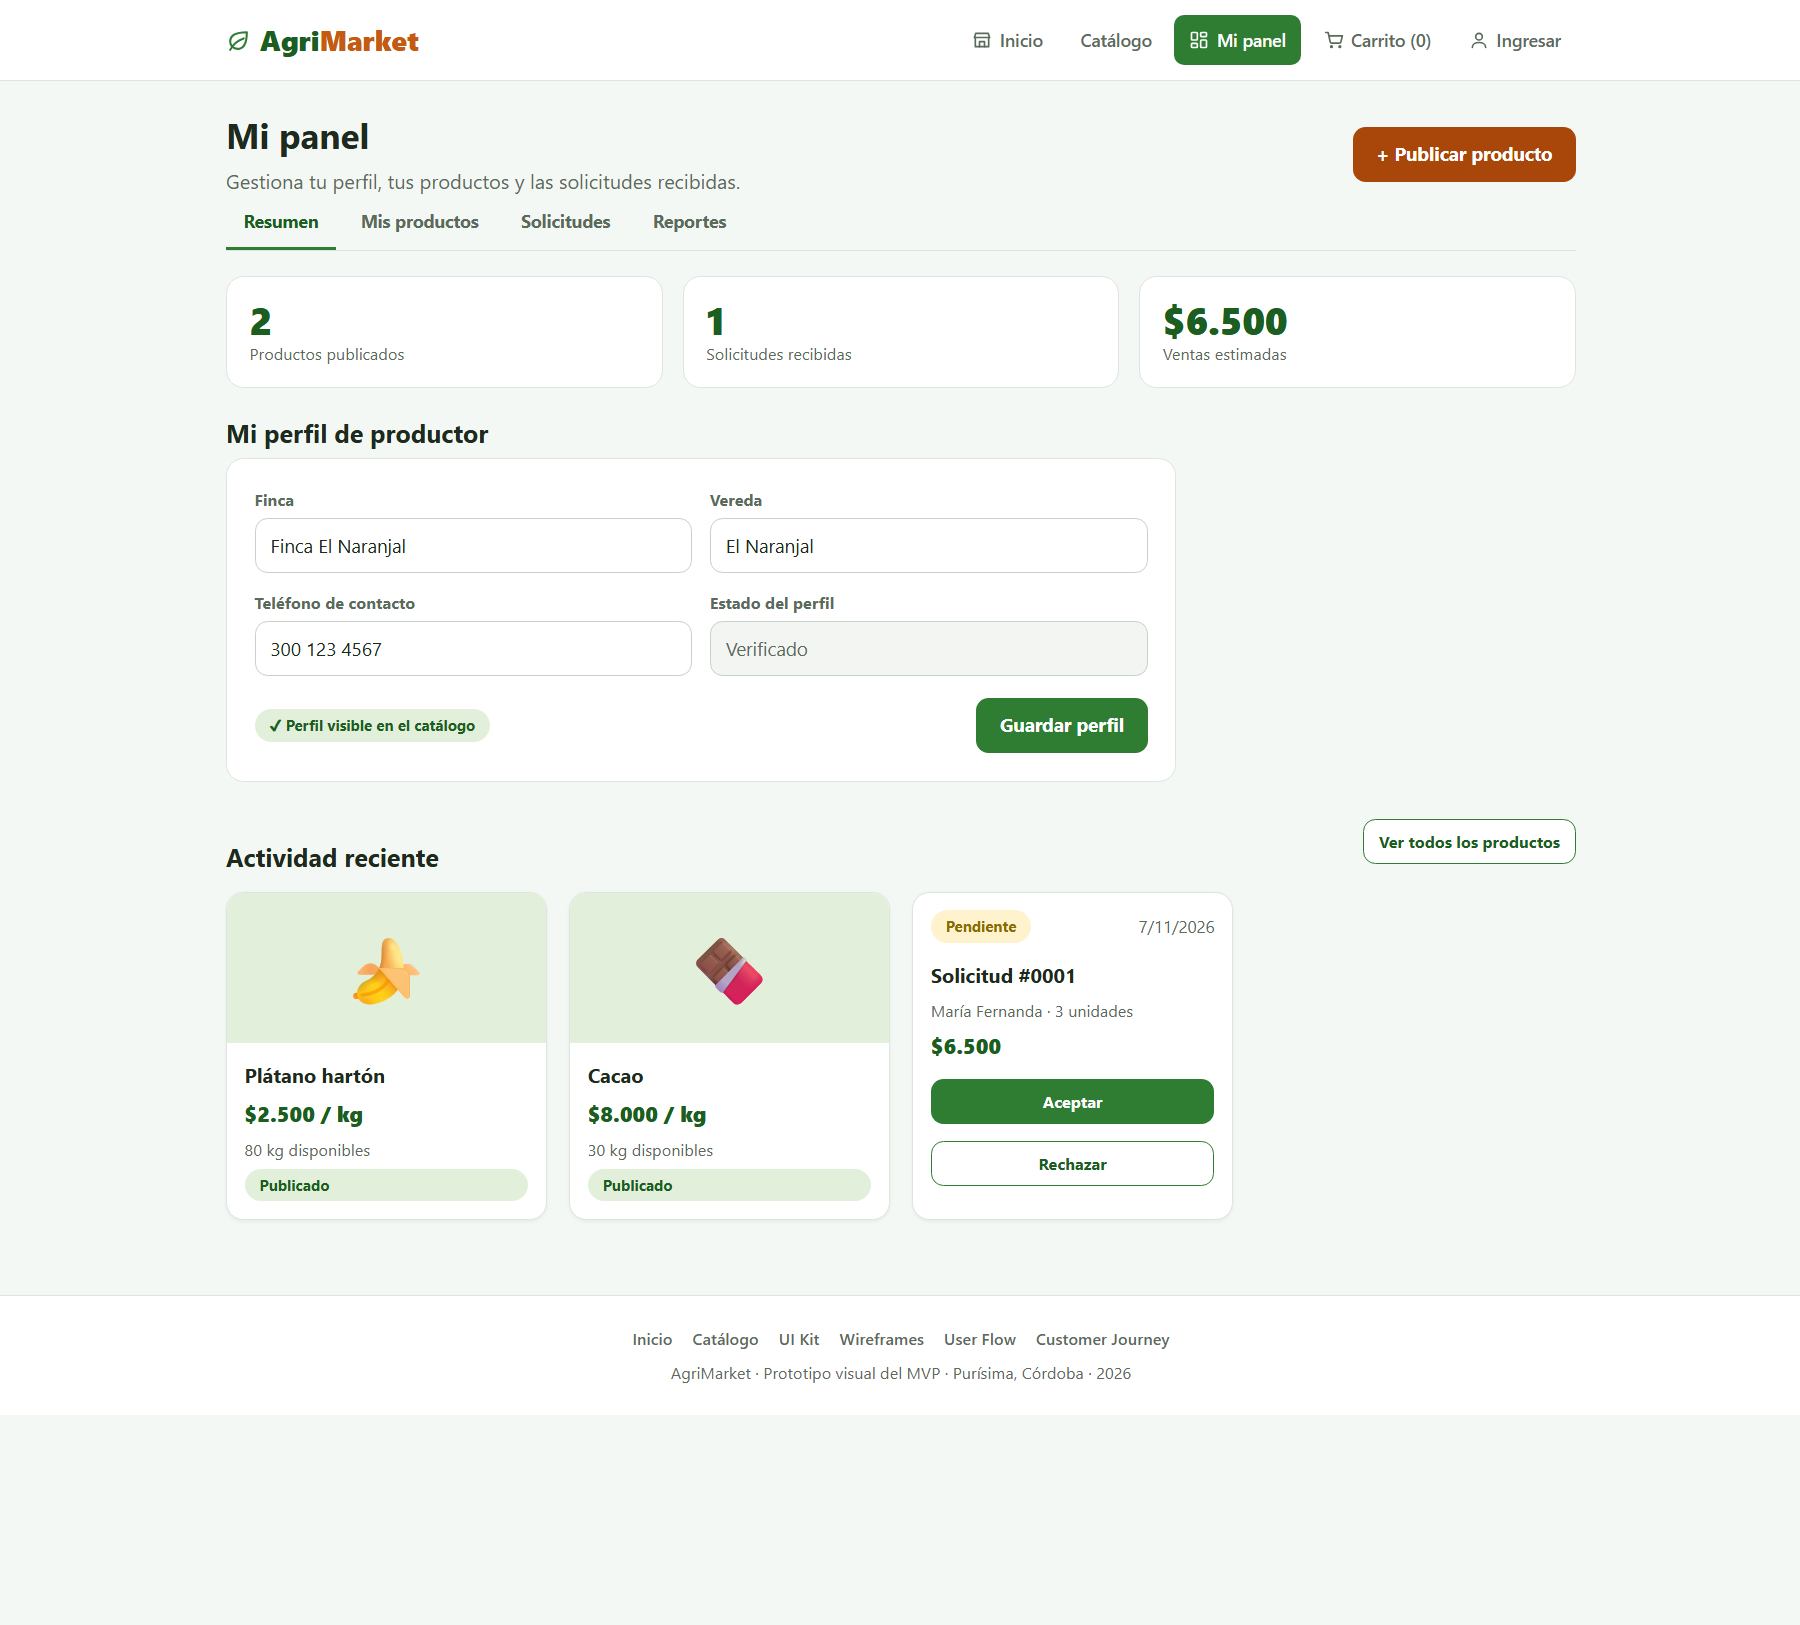 AgriMarket
Inicio
Catálogo
Mi panel
Carrito (0)
Ingresar
Mi panel
Gestiona tu perfil, tus productos y las solicitudes recibidas.
+ Publicar producto
Resumen
Mis productos
Solicitudes
Reportes
2
Productos publicados
1
Solicitudes recibidas
$6.500
Ventas estimadas
Mi perfil de productor
Finca
Finca El Naranjal
Vereda
El Naranjal
Teléfono de contacto
300 123 4567
Estado del perfil
Verificado
✓ Perfil visible en el catálogo
Guardar perfil
Actividad reciente
Ver todos los productos
Plátano hartón
$2.500 / kg
80 kg disponibles
Publicado
Cacao
$8.000 / kg
30 kg disponibles
Publicado
Pendiente
7/11/2026
Solicitud #0001
María Fernanda · 3 unidades
$6.500
Aceptar
Rechazar
Inicio
Catálogo
UI Kit
Wireframes
User Flow
Customer Journey
AgriMarket · Prototipo visual del MVP · Purísima, Córdoba · 2026